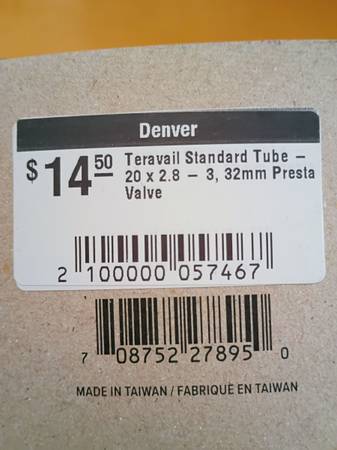 Denver
$14.50 Teravail Standard Tube –
20 x 2.8 – 3, 32mm Presta
Valve
2 100000 057467
7 08752 27895 0
MADE IN TAIWAN / FABRIQUÉ EN TAIWAN